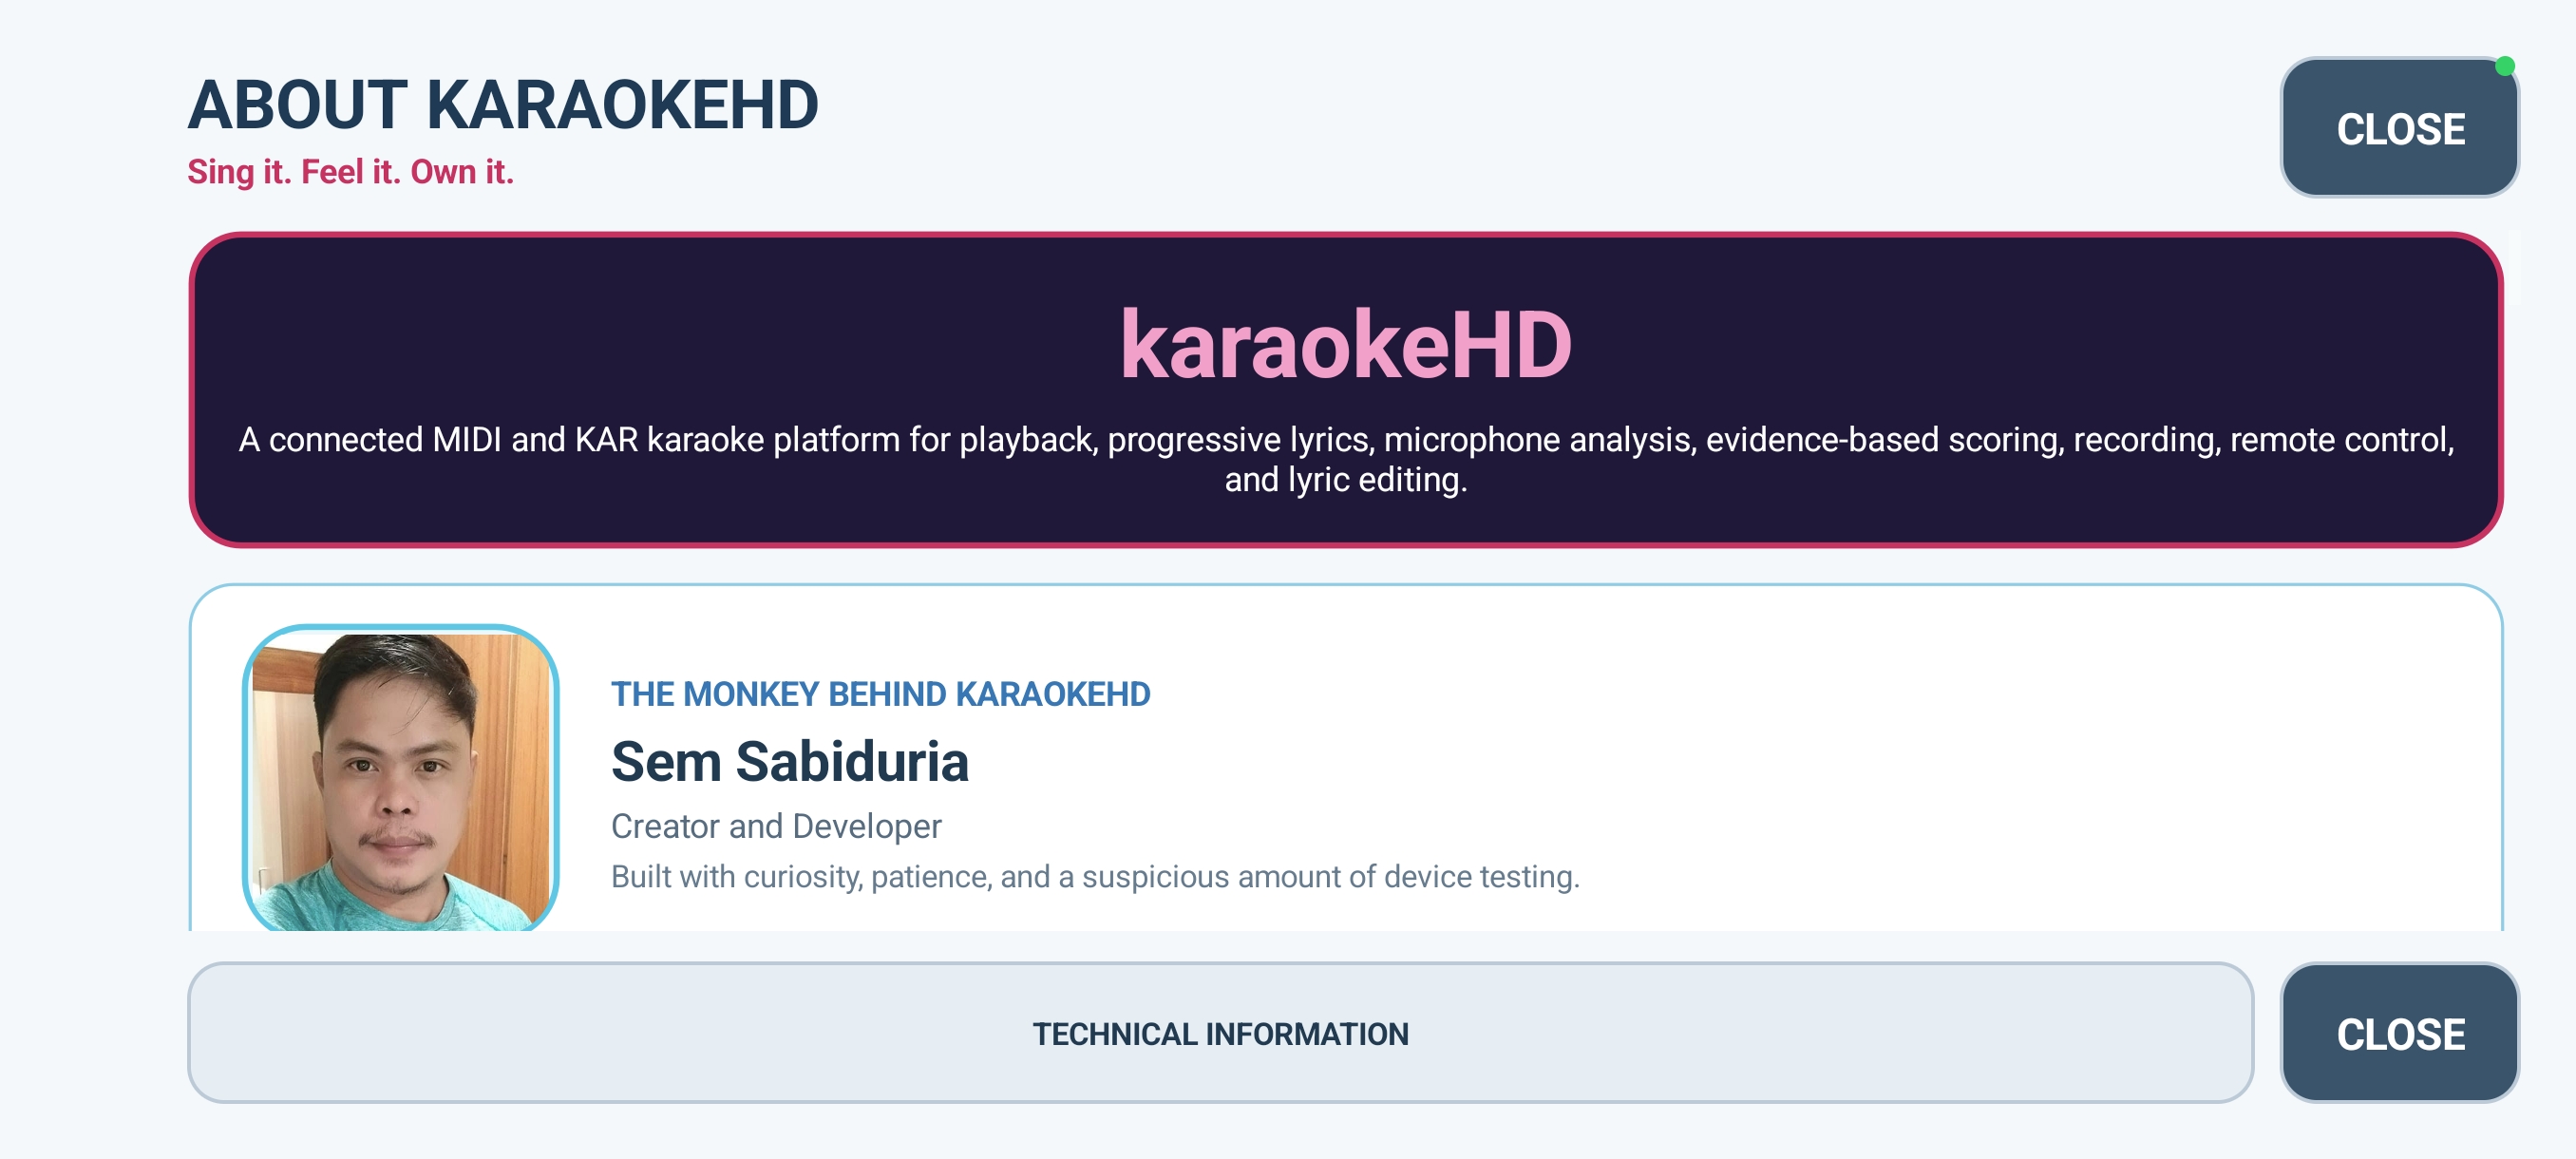 ABOUT KARAOKEHD
Sing it. Feel it. Own it.
CLOSE
karaokeHD
A connected MIDI and KAR karaoke platform for playback, progressive lyrics, microphone analysis, evidence-based scoring, recording, remote control,
and lyric editing.
THE MONKEY BEHIND KARAOKEHD
Sem Sabiduria
Creator and Developer
Built with curiosity, patience, and a suspicious amount of device testing.
TECHNICAL INFORMATION
CLOSE